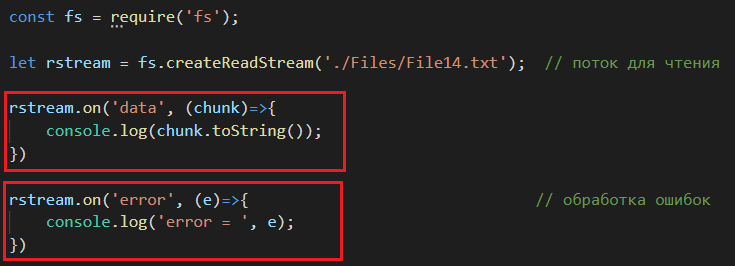 const fs = require('fs');
let rstream = fs.createReadStream('./Files/File14.txt');  // поток для чтения
rstream.on('data', (chunk)=>{
    console.log(chunk.toString());
})
rstream.on('error', (e)=>{                              // обработка ошибок
    console.log('error = ', e);
})